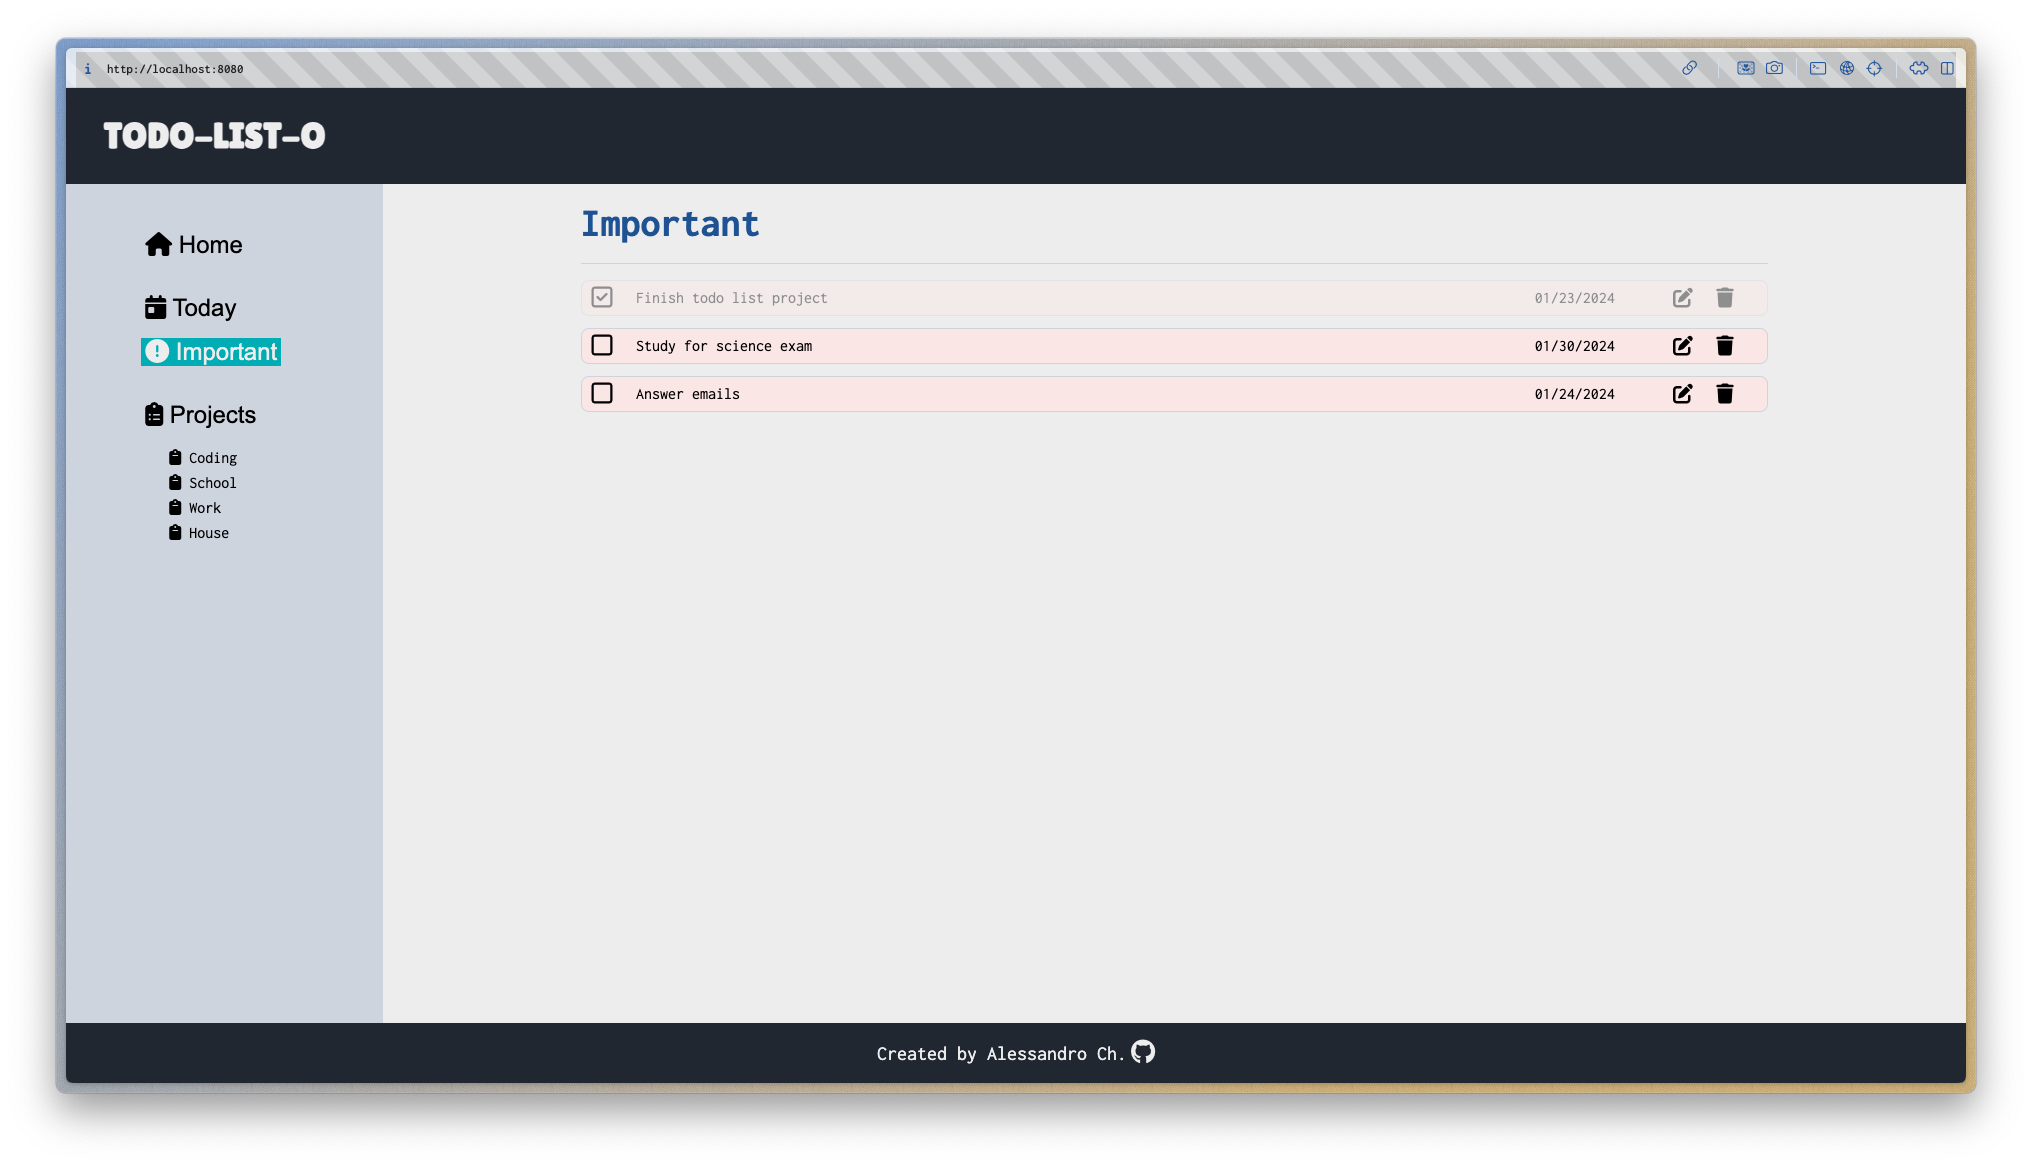 i http://localhost:8080
TODO-LIST-O
Home
Today
Important
Projects
Coding
School
Work
House
Important
Finish todo list project 01/23/2024
Study for science exam 01/30/2024
Answer emails 01/24/2024
Created by Alessandro Ch.